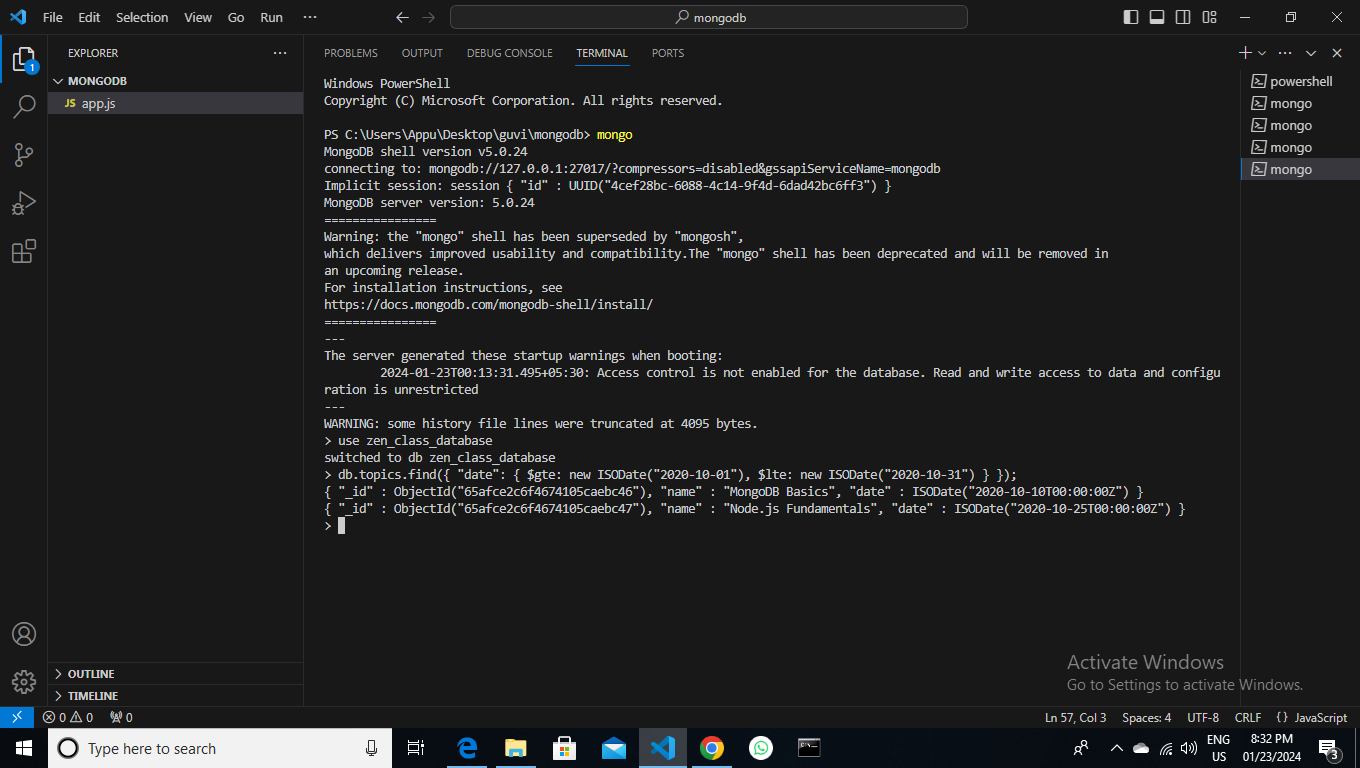 File Edit Selection View Go Run ···
mongodb
EXPLORER ···
MONGODB
JS app.js
OUTLINE
TIMELINE
1
PROBLEMS OUTPUT DEBUG CONSOLE TERMINAL PORTS
Windows PowerShell
Copyright (C) Microsoft Corporation. All rights reserved.
PS C:\Users\Appu\Desktop\guvi\mongodb> mongo
MongoDB shell version v5.0.24
connecting to: mongodb://127.0.0.1:27017/?compressors=disabled&gssapiServiceName=mongodb
Implicit session: session { "id" : UUID("4cef28bc-6088-4c14-9f4d-6dad42bc6ff3") }
MongoDB server version: 5.0.24
================
Warning: the "mongo" shell has been superseded by "mongosh",
which delivers improved usability and compatibility.The "mongo" shell has been deprecated and will be removed in
an upcoming release.
For installation instructions, see
https://docs.mongodb.com/mongodb-shell/install/
================
---
The server generated these startup warnings when booting:
2024-01-23T00:13:31.495+05:30: Access control is not enabled for the database. Read and write access to data and configu
ration is unrestricted
---
WARNING: some history file lines were truncated at 4095 bytes.
> use zen_class_database
switched to db zen_class_database
> db.topics.find({ "date": { $gte: new ISODate("2020-10-01"), $lte: new ISODate("2020-10-31") } });
{ "_id" : ObjectId("65afce2c6f4674105caebc46"), "name" : "MongoDB Basics", "date" : ISODate("2020-10-10T00:00:00Z") }
{ "_id" : ObjectId("65afce2c6f4674105caebc47"), "name" : "Node.js Fundamentals", "date" : ISODate("2020-10-25T00:00:00Z") }
>
powershell
mongo
mongo
mongo
mongo
Activate Windows
Go to Settings to activate Windows.
0 0 0
Ln 57, Col 3 Spaces: 4 UTF-8 CRLF {} JavaScript
Type here to search
ENG
US
8:32 PM
01/23/2024
3